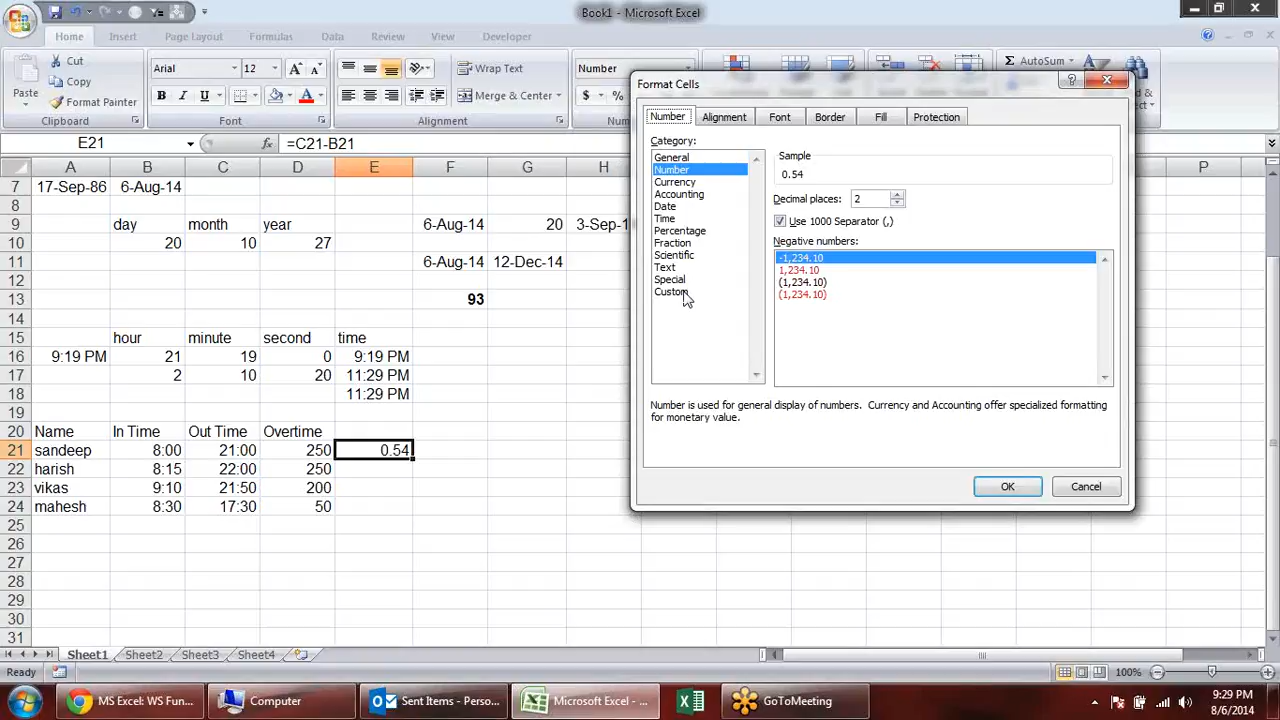 Book1 - Microsoft Excel
Home Insert Page Layout Formulas Data Review View Developer
Cut
Copy
Format Painter
Paste
Clipboard
Arial 12
B I U
Font
Wrap Text
Merge & Center
Alignment
Number
$ %
AutoSum
E21
fx =C21-B21
A B C D E F G H P
7 17-Sep-86 6-Aug-14
8
9 day month year 6-Aug-14 20 3-Sep-1
10 20 10 27
11 6-Aug-14 12-Dec-14
12
13 93
14
15 hour minute second time
16 9:19 PM 21 19 0 9:19 PM
17 2 10 20 11:29 PM
18 11:29 PM
19
20 Name In Time Out Time Overtime
21 sandeep 8:00 21:00 250 0.54
22 harish 8:15 22:00 250
23 vikas 9:10 21:50 200
24 mahesh 8:30 17:30 50
25
26
27
28
29
30
31
Format Cells
Number Alignment Font Border Fill Protection
Category:
General
Number
Currency
Accounting
Date
Time
Percentage
Fraction
Scientific
Text
Special
Custom
Sample
0.54
Decimal places: 2
Use 1000 Separator (,)
Negative numbers:
-1,234.10
1,234.10
(1,234.10)
(1,234.10)
Number is used for general display of numbers. Currency and Accounting offer specialized formatting
for monetary value.
OK Cancel
Sheet1 Sheet2 Sheet3 Sheet4
Ready 100%
MS Excel: WS Fun... Computer Sent Items - Perso... Microsoft Excel - ... GoToMeeting
9:29 PM
8/6/2014